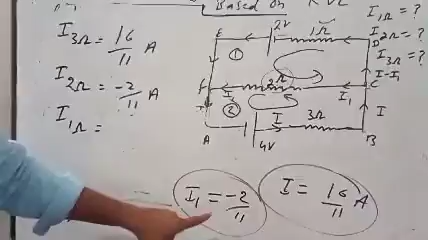 Based on KVL
I₃Ω = 16/11 A
I₂Ω = -2/11 A
I₁Ω =
I₁Ω = ?
I₂Ω = ?
I₃Ω = ?
E 2V 1Ω D
①
I-I₁
F 2Ω C
I₁ I₁
②
I I
A 4V 3Ω B
I₁ = -2/11
I = 16/11 A